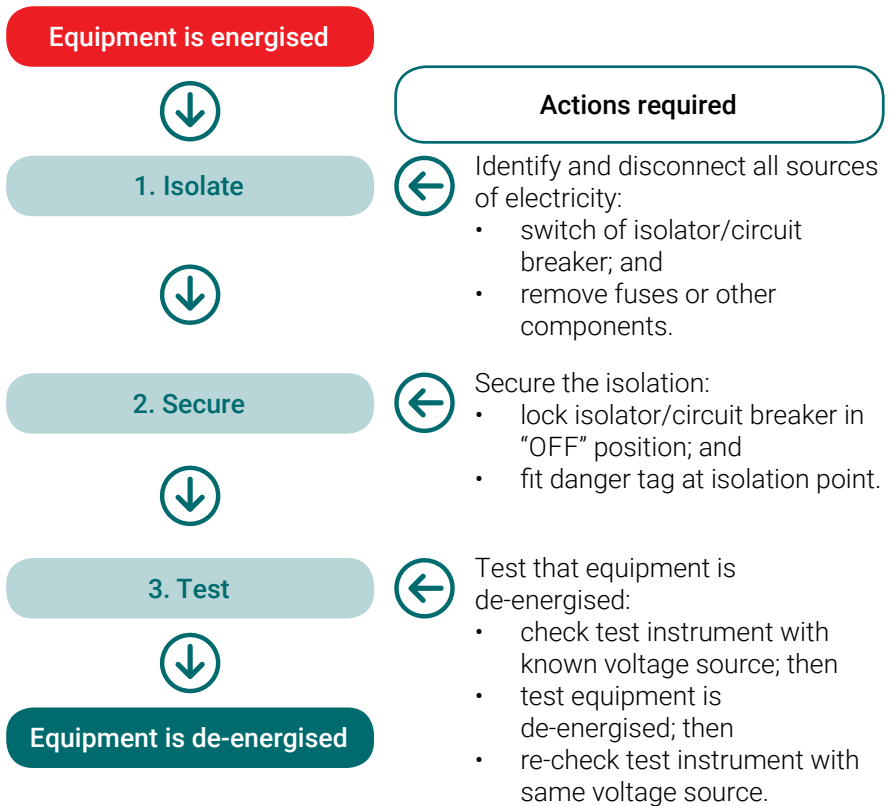 Equipment is energised
Actions required
1. Isolate
Identify and disconnect all sources
of electricity:
• switch of isolator/circuit
breaker; and
• remove fuses or other
components.
2. Secure
Secure the isolation:
• lock isolator/circuit breaker in
“OFF” position; and
• fit danger tag at isolation point.
3. Test
Test that equipment is
de-energised:
• check test instrument with
known voltage source; then
• test equipment is
de-energised; then
• re-check test instrument with
same voltage source.
Equipment is de-energised